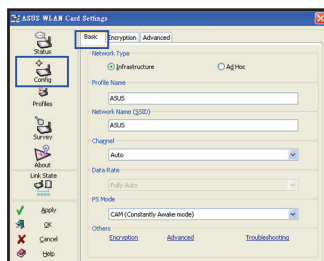 ASUS WLAN Card Settings
Basic Encryption Advanced
Status
Config
Profiles
Survey
About
Link State
Apply
OK
Cancel
Help
Network Type
Infrastructure
Ad Hoc
Profile Name
ASUS
Network Name (SSID)
ASUS
Channel
Auto
Data Rate
Fully Auto
PS Mode
CAM (Constantly Awake mode)
Others
Encryption Advanced Troubleshooting